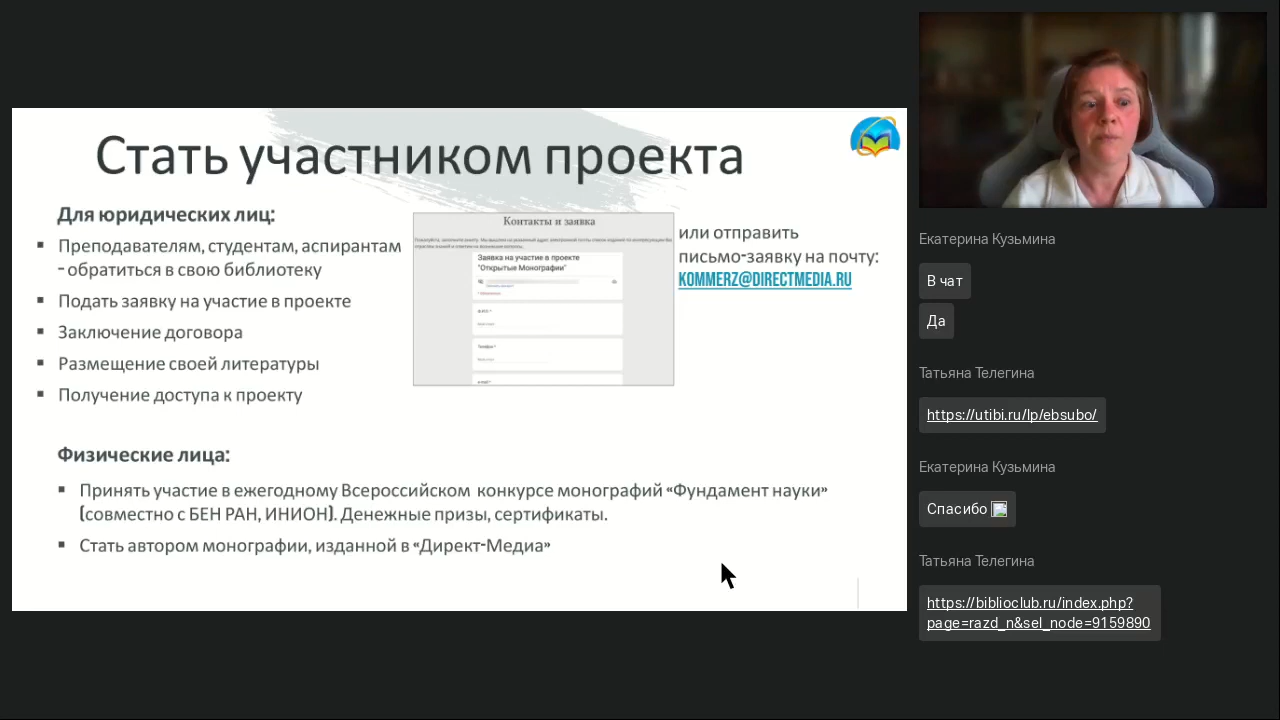 Стать участником проекта
Для юридических лиц:
▪ Преподавателям, студентам, аспирантам
- обратиться в свою библиотеку
▪ Подать заявку на участие в проекте
▪ Заключение договора
▪ Размещение своей литературы
▪ Получение доступа к проекту
Контакты и заявка
Заявка на участие в проекте
"Открытые Монографии"
Телефон *
или отправить
письмо-заявку на почту:
KOMMERZ@DIRECTMEDIA.RU
Физические лица:
▪ Принять участие в ежегодному Всероссийском конкурсе монографий «Фундамент науки»
(совместно с БЕН РАН, ИНИОН). Денежные призы, сертификаты.
▪ Стать автором монографии, изданной в «Директ-Медиа»
Екатерина Кузьмина
В чат
Да
Татьяна Телегина
https://utibi.ru/lp/ebsubo/
Екатерина Кузьмина
Спасибо
Татьяна Телегина
https://biblioclub.ru/index.php?
page=razd_n&sel_node=9159890